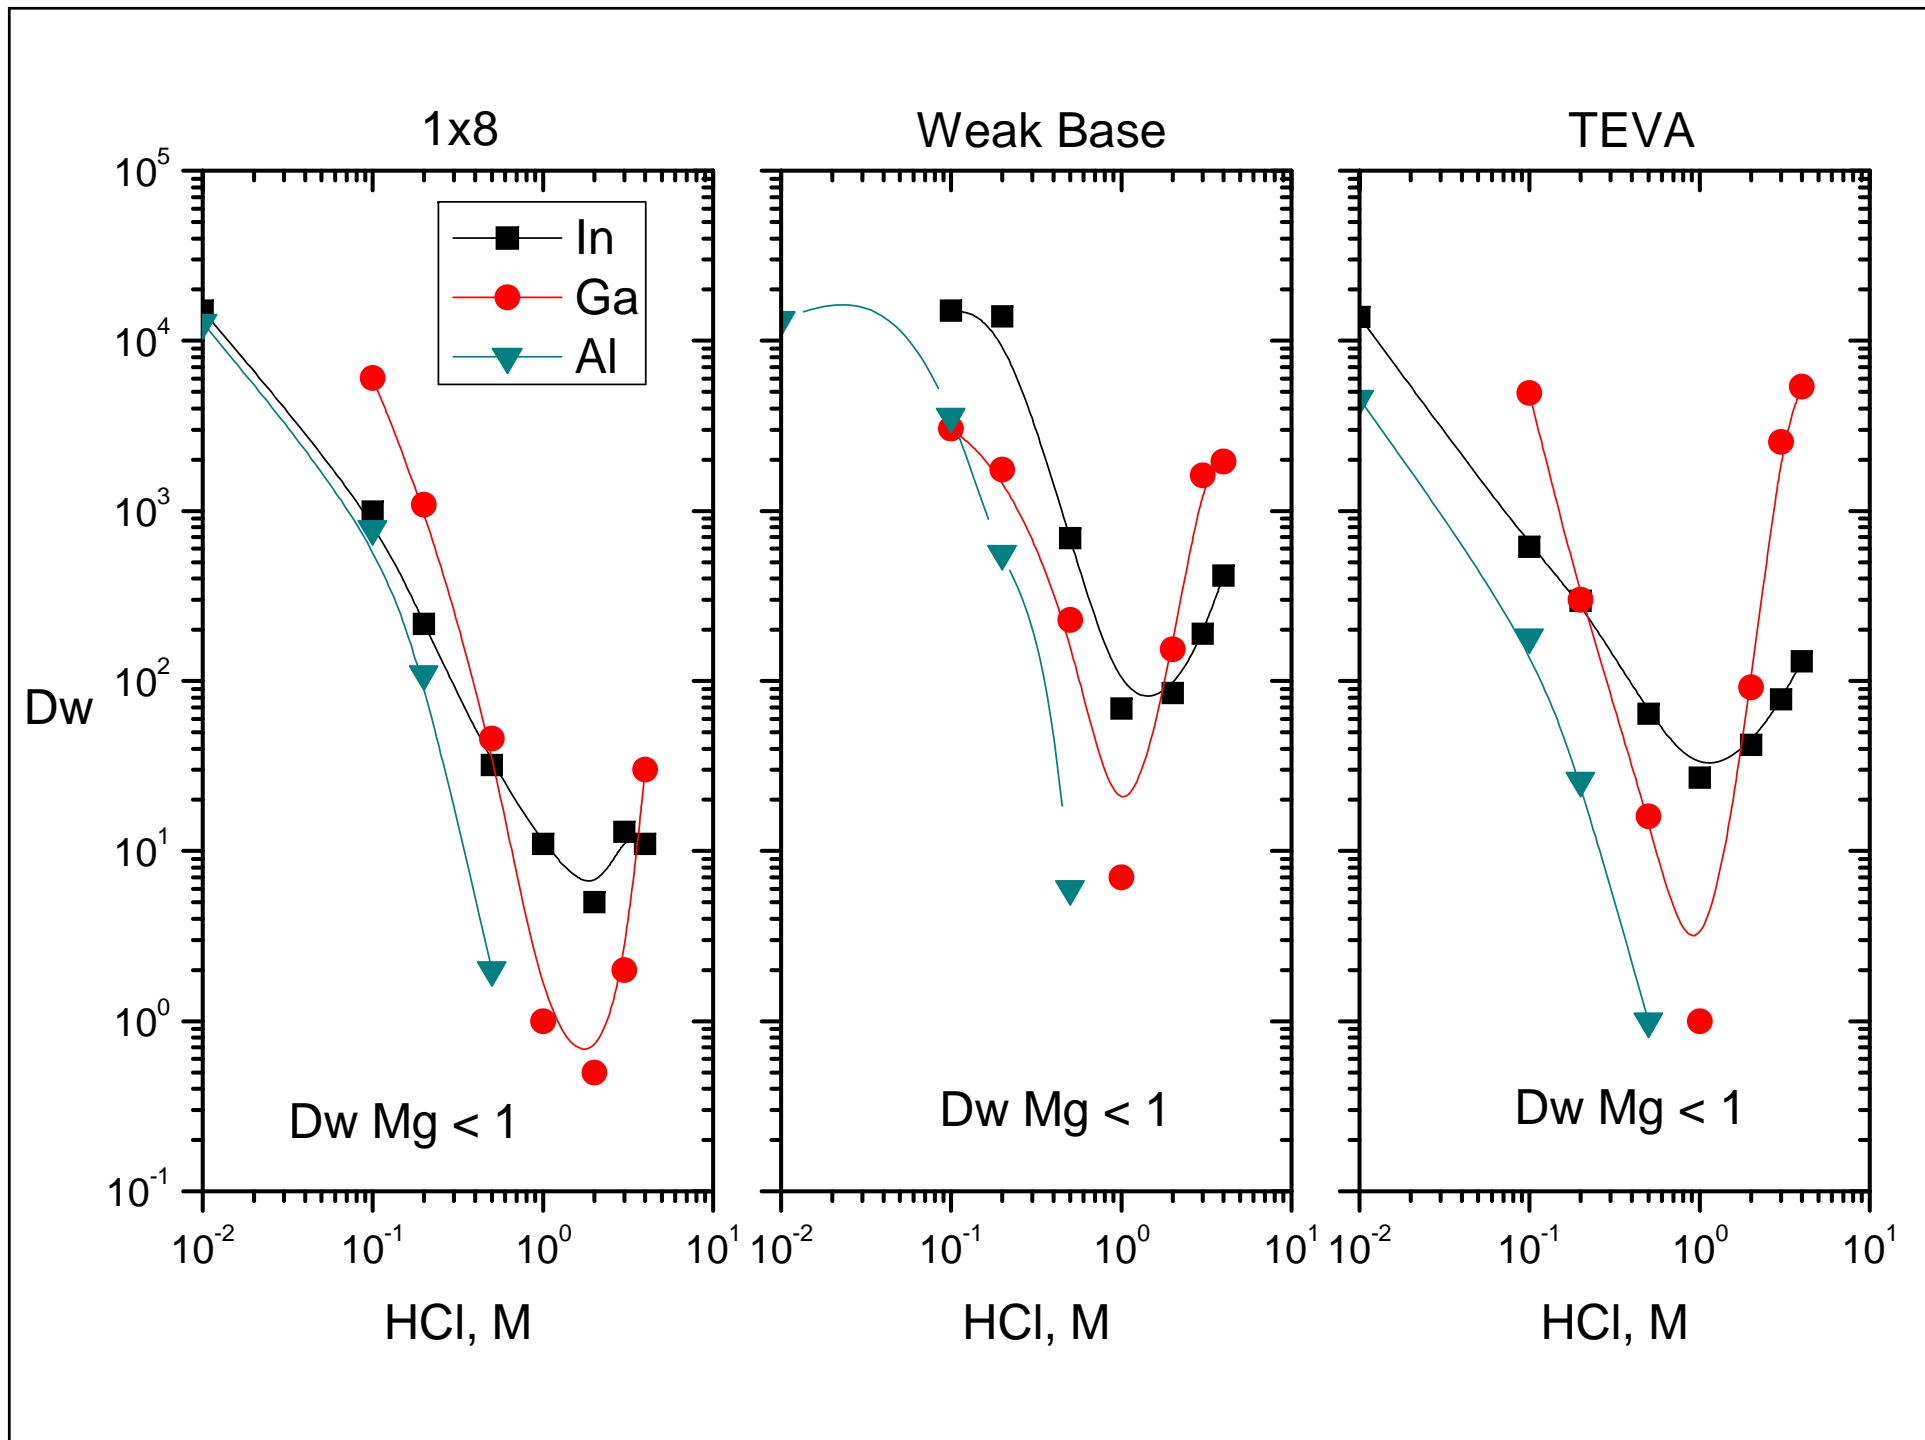 1x8 Weak Base TEVA
10^5
In
Ga
Al
10^4
10^3
10^2
Dw
10^1
10^0
Dw Mg < 1 Dw Mg < 1 Dw Mg < 1
10^-1
10^-2 10^-1 10^0 10^1 10^-2 10^-1 10^0 10^1 10^-2 10^-1 10^0 10^1
HCl, M HCl, M HCl, M